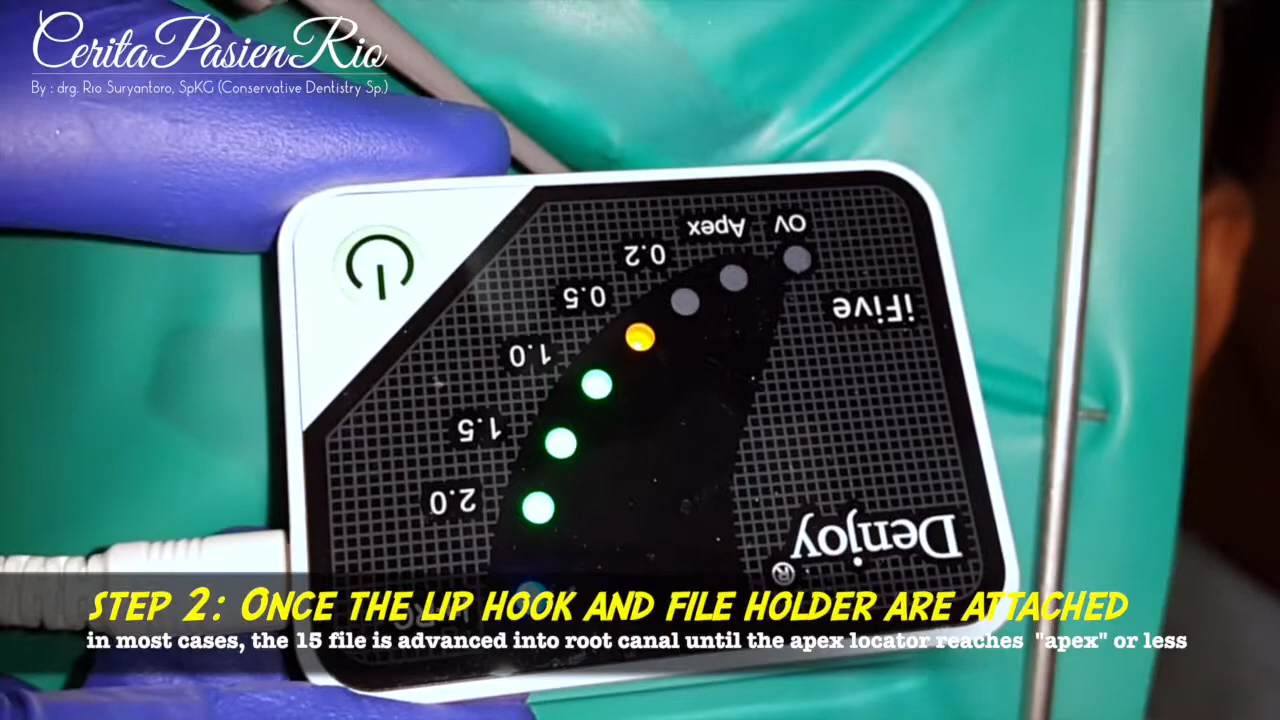 CeritaPasienRio
By : drg. Rio Suryantoro, SpKG (Conservative Dentistry Sp.)
OV
Apex
0.2
0.5
1.0
1.5
2.0
iFive
Denjoy®
STEP 2: ONCE THE LIP HOOK AND FILE HOLDER ARE ATTACHED
in most cases, the 15 file is advanced into root canal until the apex locator reaches "apex" or less